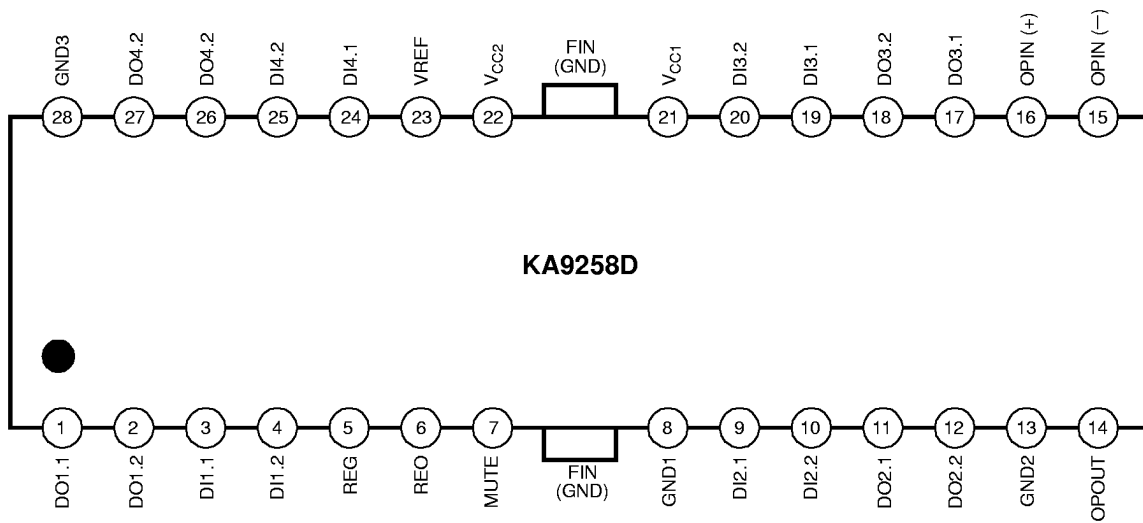 GND3
DO4.2
DO4.2
DI4.2
DI4.1
VREF
VCC2
FIN
(GND)
VCC1
DI3.2
DI3.1
DO3.2
DO3.1
OPIN (+)
OPIN (−)
28 27 26 25 24 23 22 21 20 19 18 17 16 15
KA9258D
1 2 3 4 5 6 7 8 9 10 11 12 13 14
DO1.1
DO1.2
DI1.1
DI1.2
REG
REO
MUTE
FIN
(GND)
GND1
DI2.1
DI2.2
DO2.1
DO2.2
GND2
OPOUT